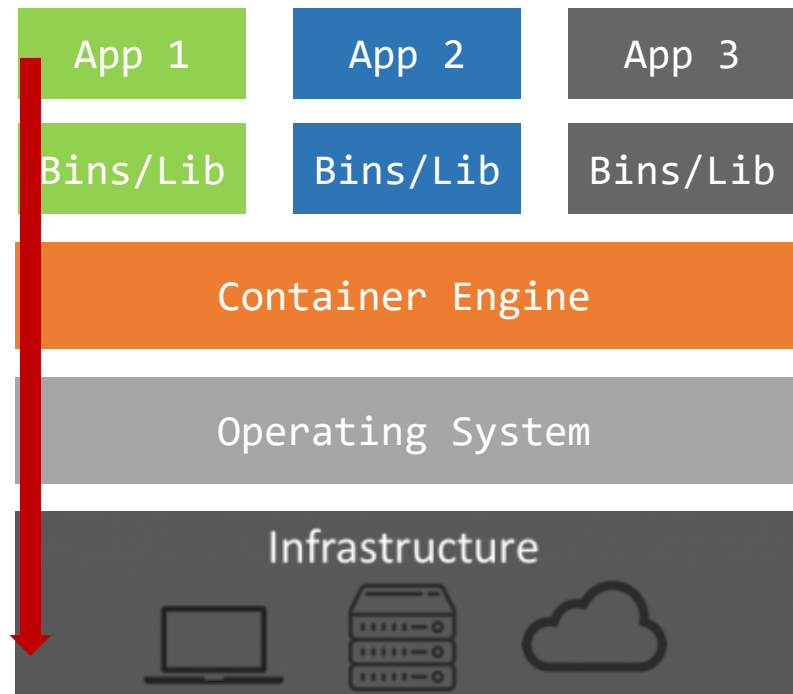 App 1 App 2 App 3
Bins/Lib Bins/Lib Bins/Lib
Container Engine
Operating System
Infrastructure